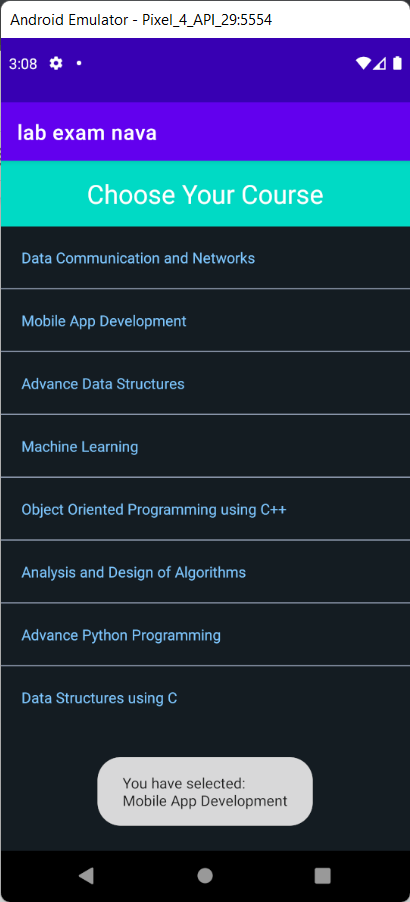 Android Emulator - Pixel_4_API_29:5554
3:08
lab exam nava
Choose Your Course
Data Communication and Networks
Mobile App Development
Advance Data Structures
Machine Learning
Object Oriented Programming using C++
Analysis and Design of Algorithms
Advance Python Programming
Data Structures using C
You have selected:
Mobile App Development